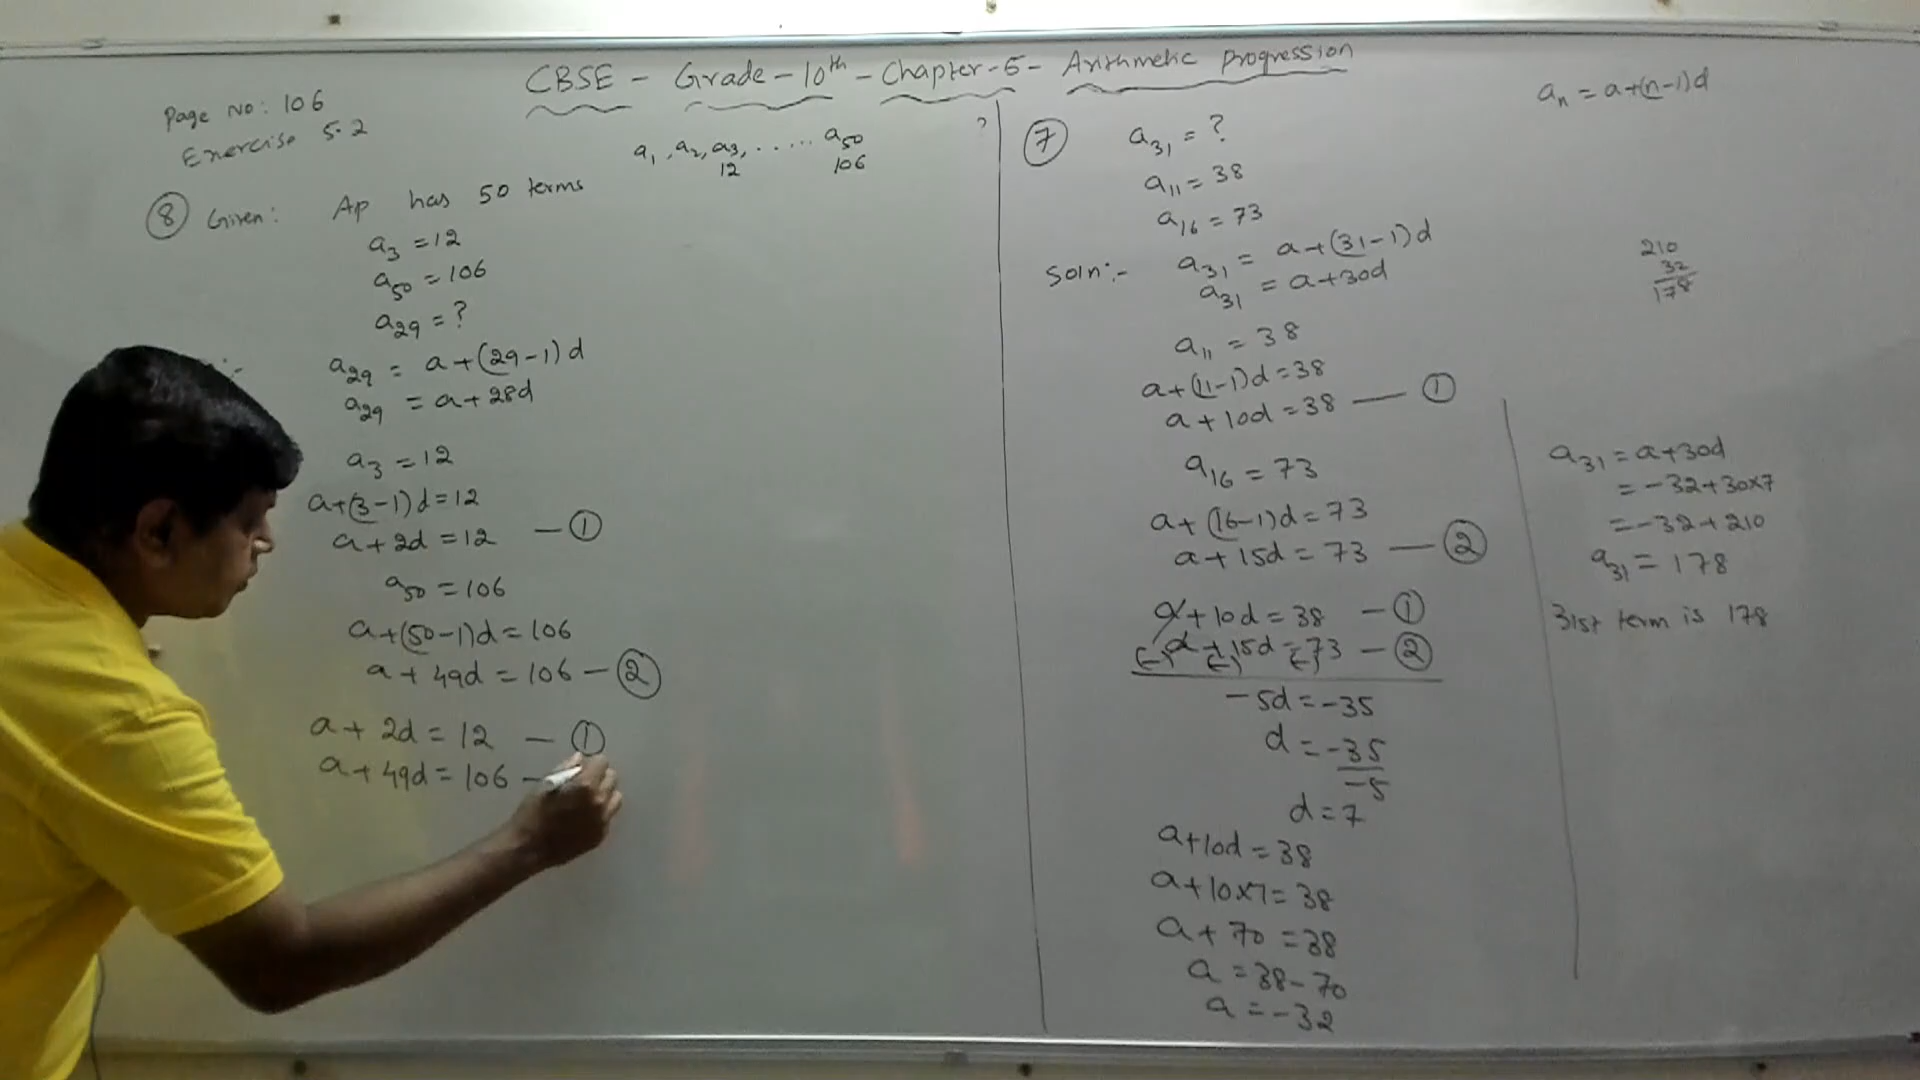 CBSE - Grade - 10th - Chapter - 5 - Arithmetic Progression
Page No: 106
Exercise 5.2
a1, a2, a3, ..... a50
12 106
8 Given: Ap has 50 terms
a3 = 12
a50 = 106
a29 = ?
a29 = a+(29-1)d
a29 = a+28d
a3 = 12
a+(3-1)d=12
a+2d=12 — 1
a50 = 106
a+(50-1)d=106
a+49d=106 — 2
a+2d=12 — 1
a+49d=106 —
?
7 a31 = ?
a11 = 38
a16 = 73
Soln:- a31 = a+(31-1)d
a31 = a+30d
a11 = 38
a+(11-1)d=38
a+10d=38 — 1
a16 = 73
a+(16-1)d=73
a+15d=73 — 2
a+10d=38 — 1
a+15d=73 — 2
(-) (-) (-)
-5d=-35
d=-35
-5
d=7
a+10d=38
a+10×7=38
a+70=38
a=38-70
a=-32
an = a+(n-1)d
210
32
178
a31 = a+30d
= -32+30×7
= -32+210
a31 = 178
31st term is 178